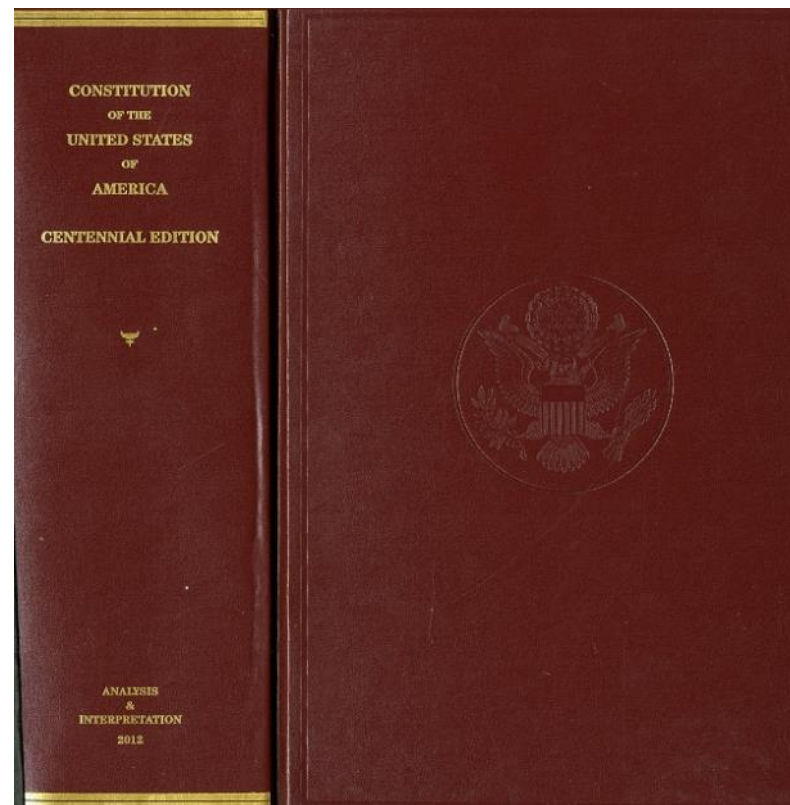 CONSTITUTION
OF THE
UNITED STATES
OF
AMERICA
CENTENNIAL EDITION
ANALYSIS
&
INTERPRETATION
2012